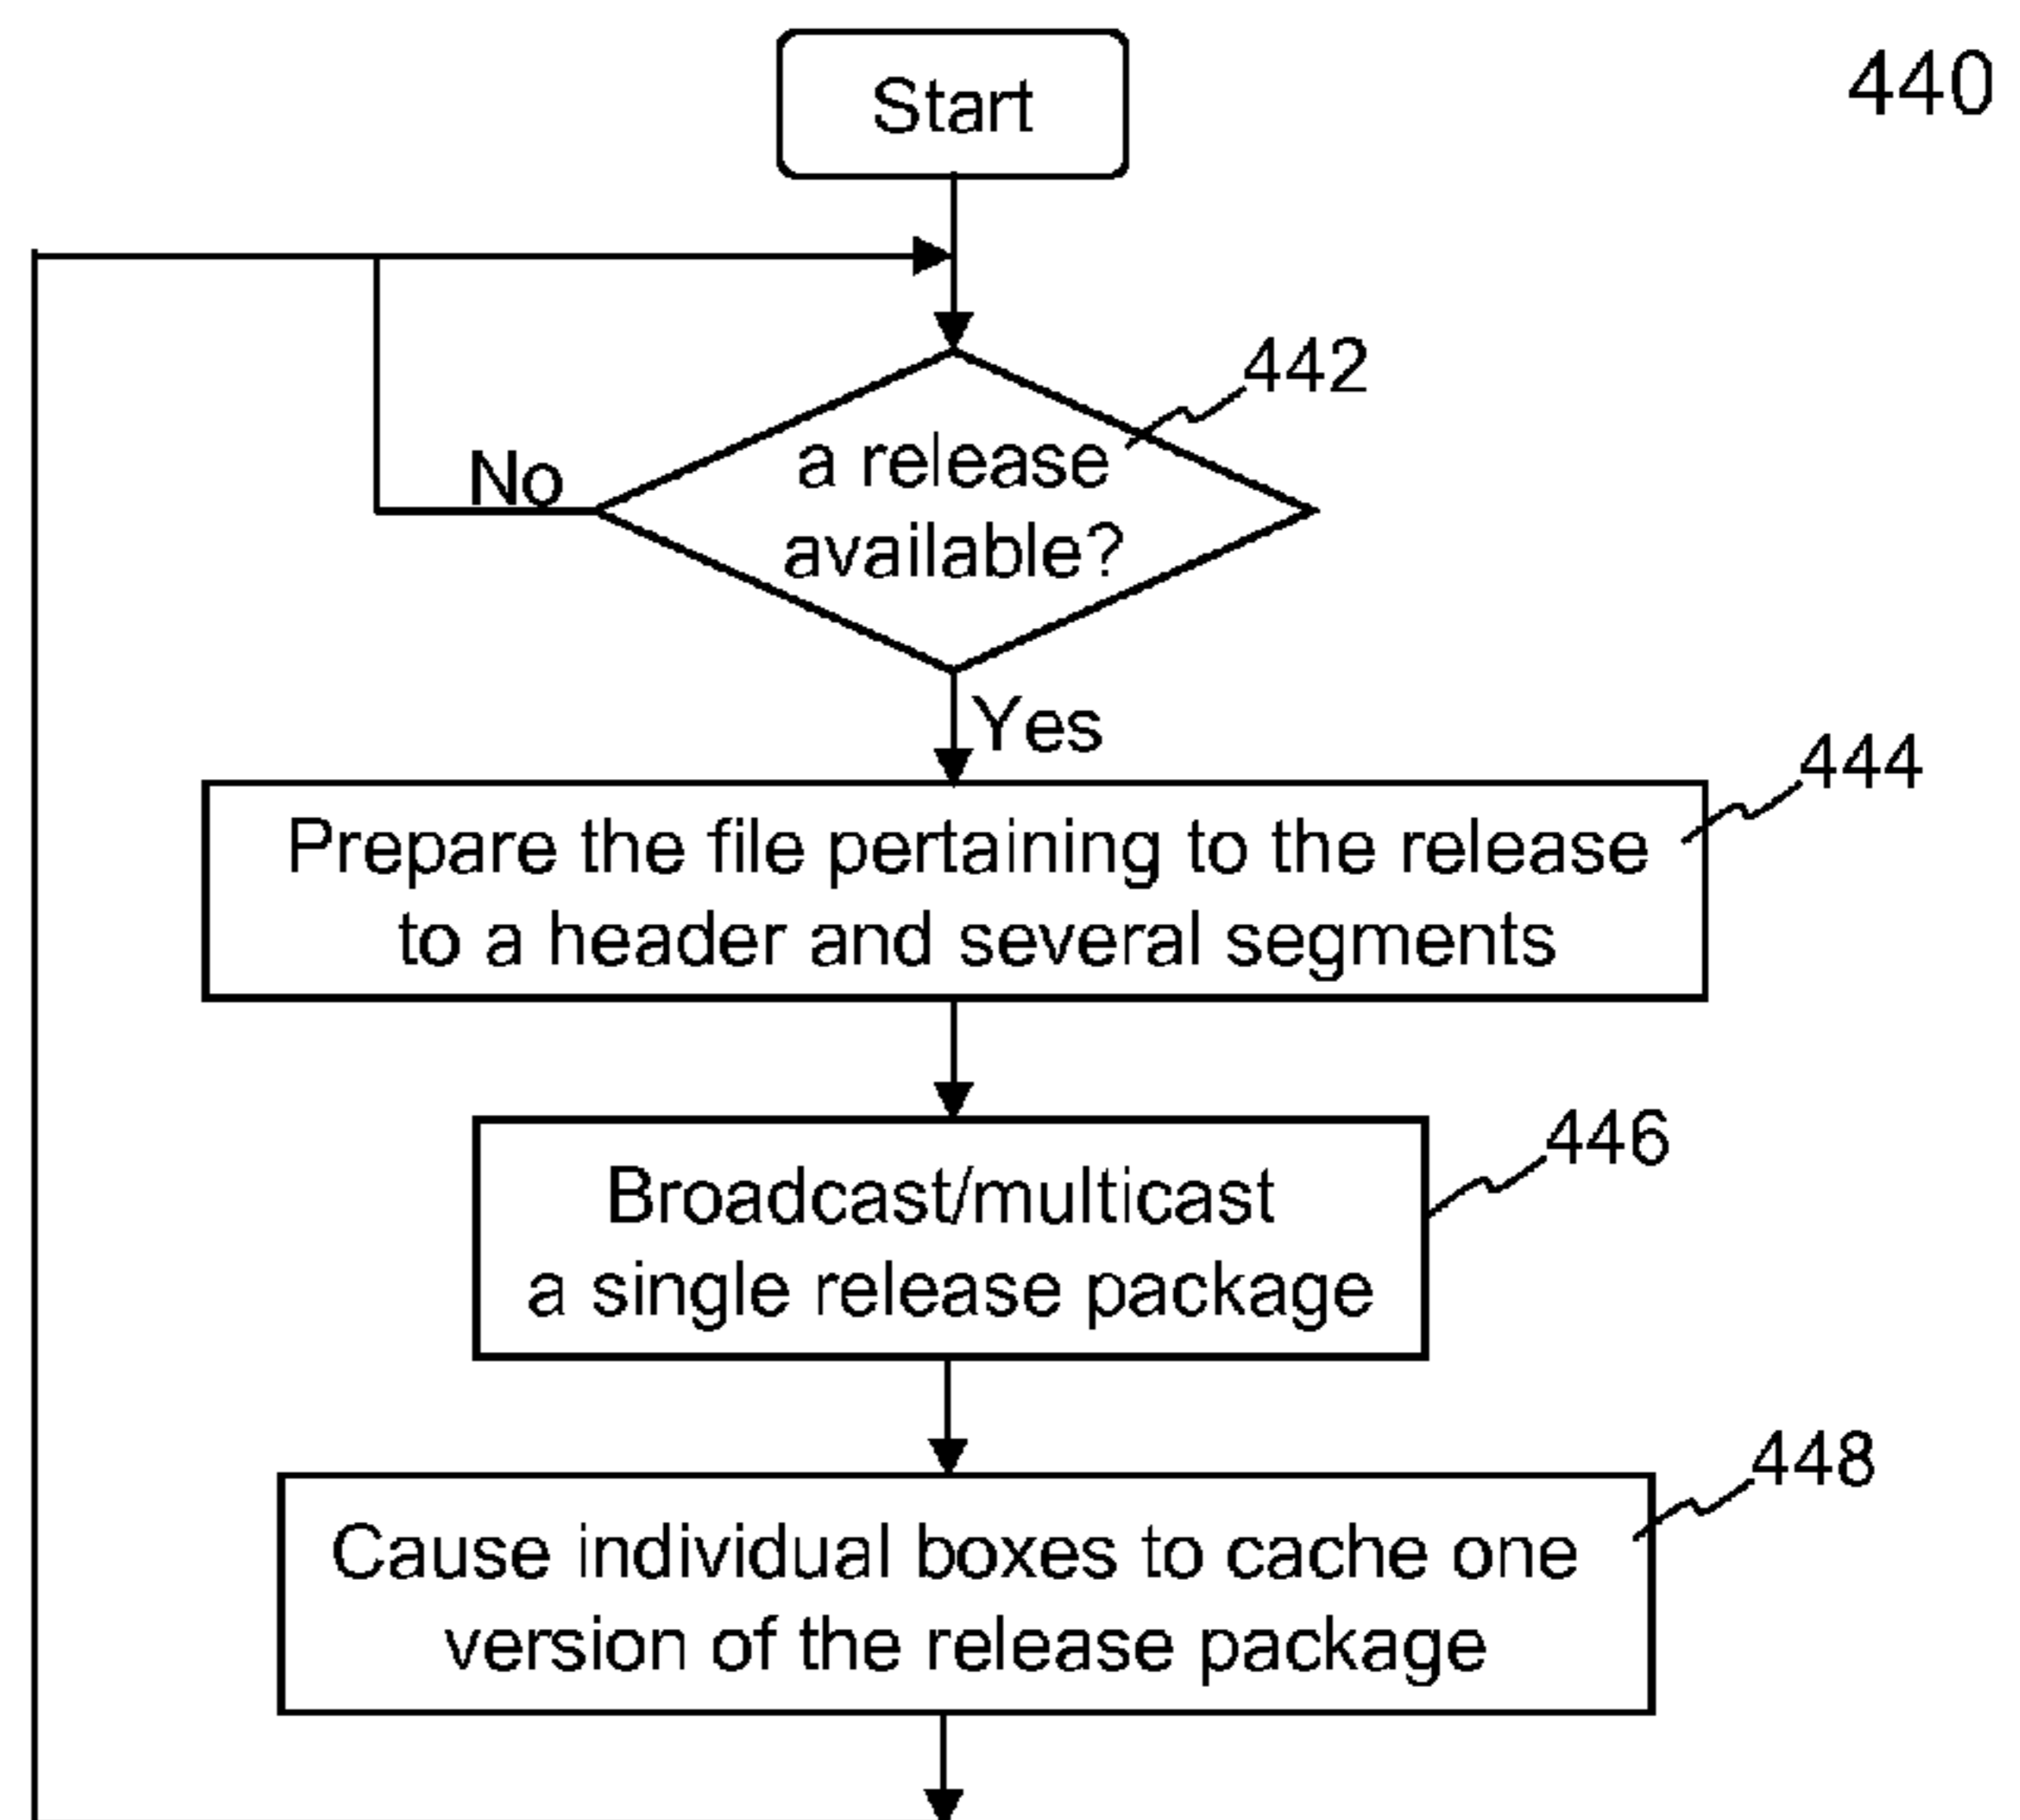 Start
440
442
a release
available?
No
Yes
444
Prepare the file pertaining to the release
to a header and several segments
446
Broadcast/multicast
a single release package
448
Cause individual boxes to cache one
version of the release package